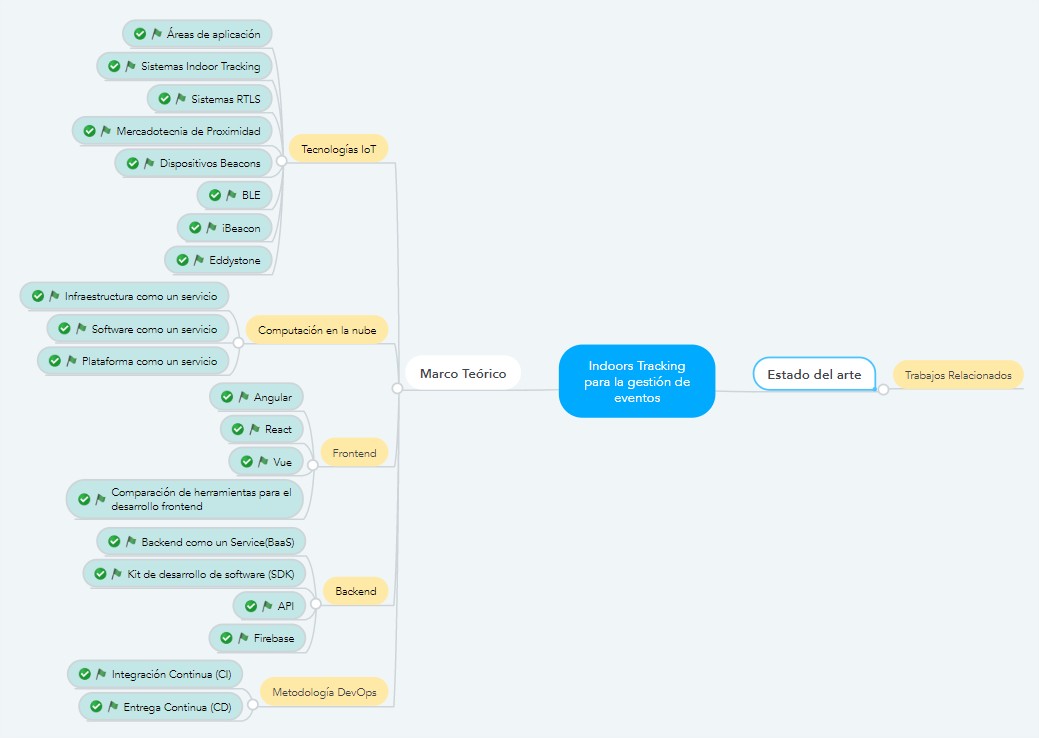 Áreas de aplicación
Sistemas Indoor Tracking
Sistemas RTLS
Mercadotecnia de Proximidad
Dispositivos Beacons
BLE
iBeacon
Eddystone
Tecnologías IoT
Infraestructura como un servicio
Software como un servicio
Plataforma como un servicio
Computación en la nube
Angular
React
Vue
Comparación de herramientas para el
desarrollo frontend
Frontend
Backend como un Service(BaaS)
Kit de desarrollo de software (SDK)
API
Firebase
Backend
Integración Continua (CI)
Entrega Continua (CD)
Metodología DevOps
Marco Teórico
Indoors Tracking
para la gestión de
eventos
Estado del arte
Trabajos Relacionados